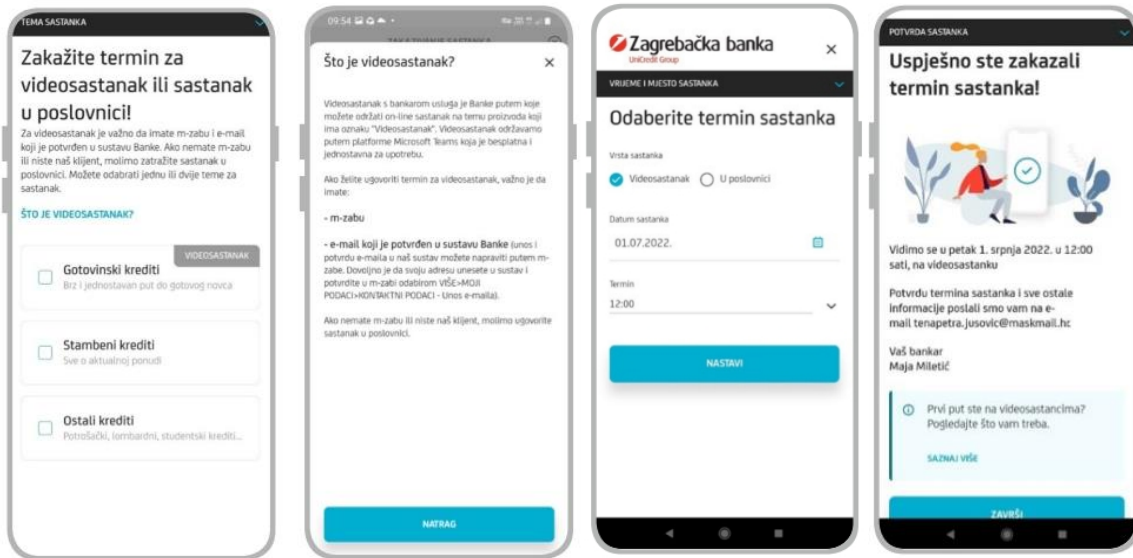 TEMA SASTANKA
Zakažite termin za
videosastanak ili sastanak
u poslovnici!
Za videosastanak je važno da imate m-zabu i e-mail
koji je potvrđen u sustavu Banke. Ako nemate m-zabu
ili niste naš klijent, molimo zatražite sastanak u
poslovnici. Možete odabrati jednu ili dvije teme za
sastanak.
ŠTO JE VIDEOSASTANAK?
VIDEOSASTANAK
Gotovinski krediti
Brz i jednostavan put do gotovog novca
Stambeni krediti
Sve o aktualnoj ponudi
Ostali krediti
Potrošački, lombardni, studentski krediti...
09:54
ZAKAZIVANJE SASTANKA
Što je videosastanak?
Videosastanak s bankarom usluga je Banke putem koje
možete održati on-line sastanak na temu proizvoda koji
ima oznaku "Videosastanak". Videosastanak održavamo
putem platforme Microsoft Teams koja je besplatna i
jednostavna za upotrebu.
Ako želite ugovoriti termin za videosastanak, važno je da
imate:
- m-zabu
- e-mail koji je potvrđen u sustavu Banke (unos i
potvrdu e-maila u naš sustav možete napraviti putem m-
zabe. Dovoljno je da svoju adresu unesete u sustav i
potvrdite u m-zabi odabirom VIŠE>MOJI
PODACI>KONTAKTNI PODACI - Unos e-maila).
Ako nemate m-zabu ili niste naš klijent, molimo ugovorite
sastanak u poslovnici.
NATRAG
Zagrebačka banka
UniCredit Group
VRIJEME I MJESTO SASTANKA
Odaberite termin sastanka
Vrsta sastanka
Videosastanak
U poslovnici
Datum sastanka
01.07.2022.
Termin
12:00
NASTAVI
POTVRDA SASTANKA
Uspješno ste zakazali
termin sastanka!
Vidimo se u petak 1. srpnja 2022. u 12:00
sati, na videosastanku
Potvrdu termina sastanka i sve ostale
informacije poslali smo vam na e-
mail tenapetra.jusovic@maskmail.hr.
Vaš bankar
Maja Miletić
Prvi put ste na videosastancima?
Pogledajte što vam treba.
SAZNAJ VIŠE
ZAVRŠI